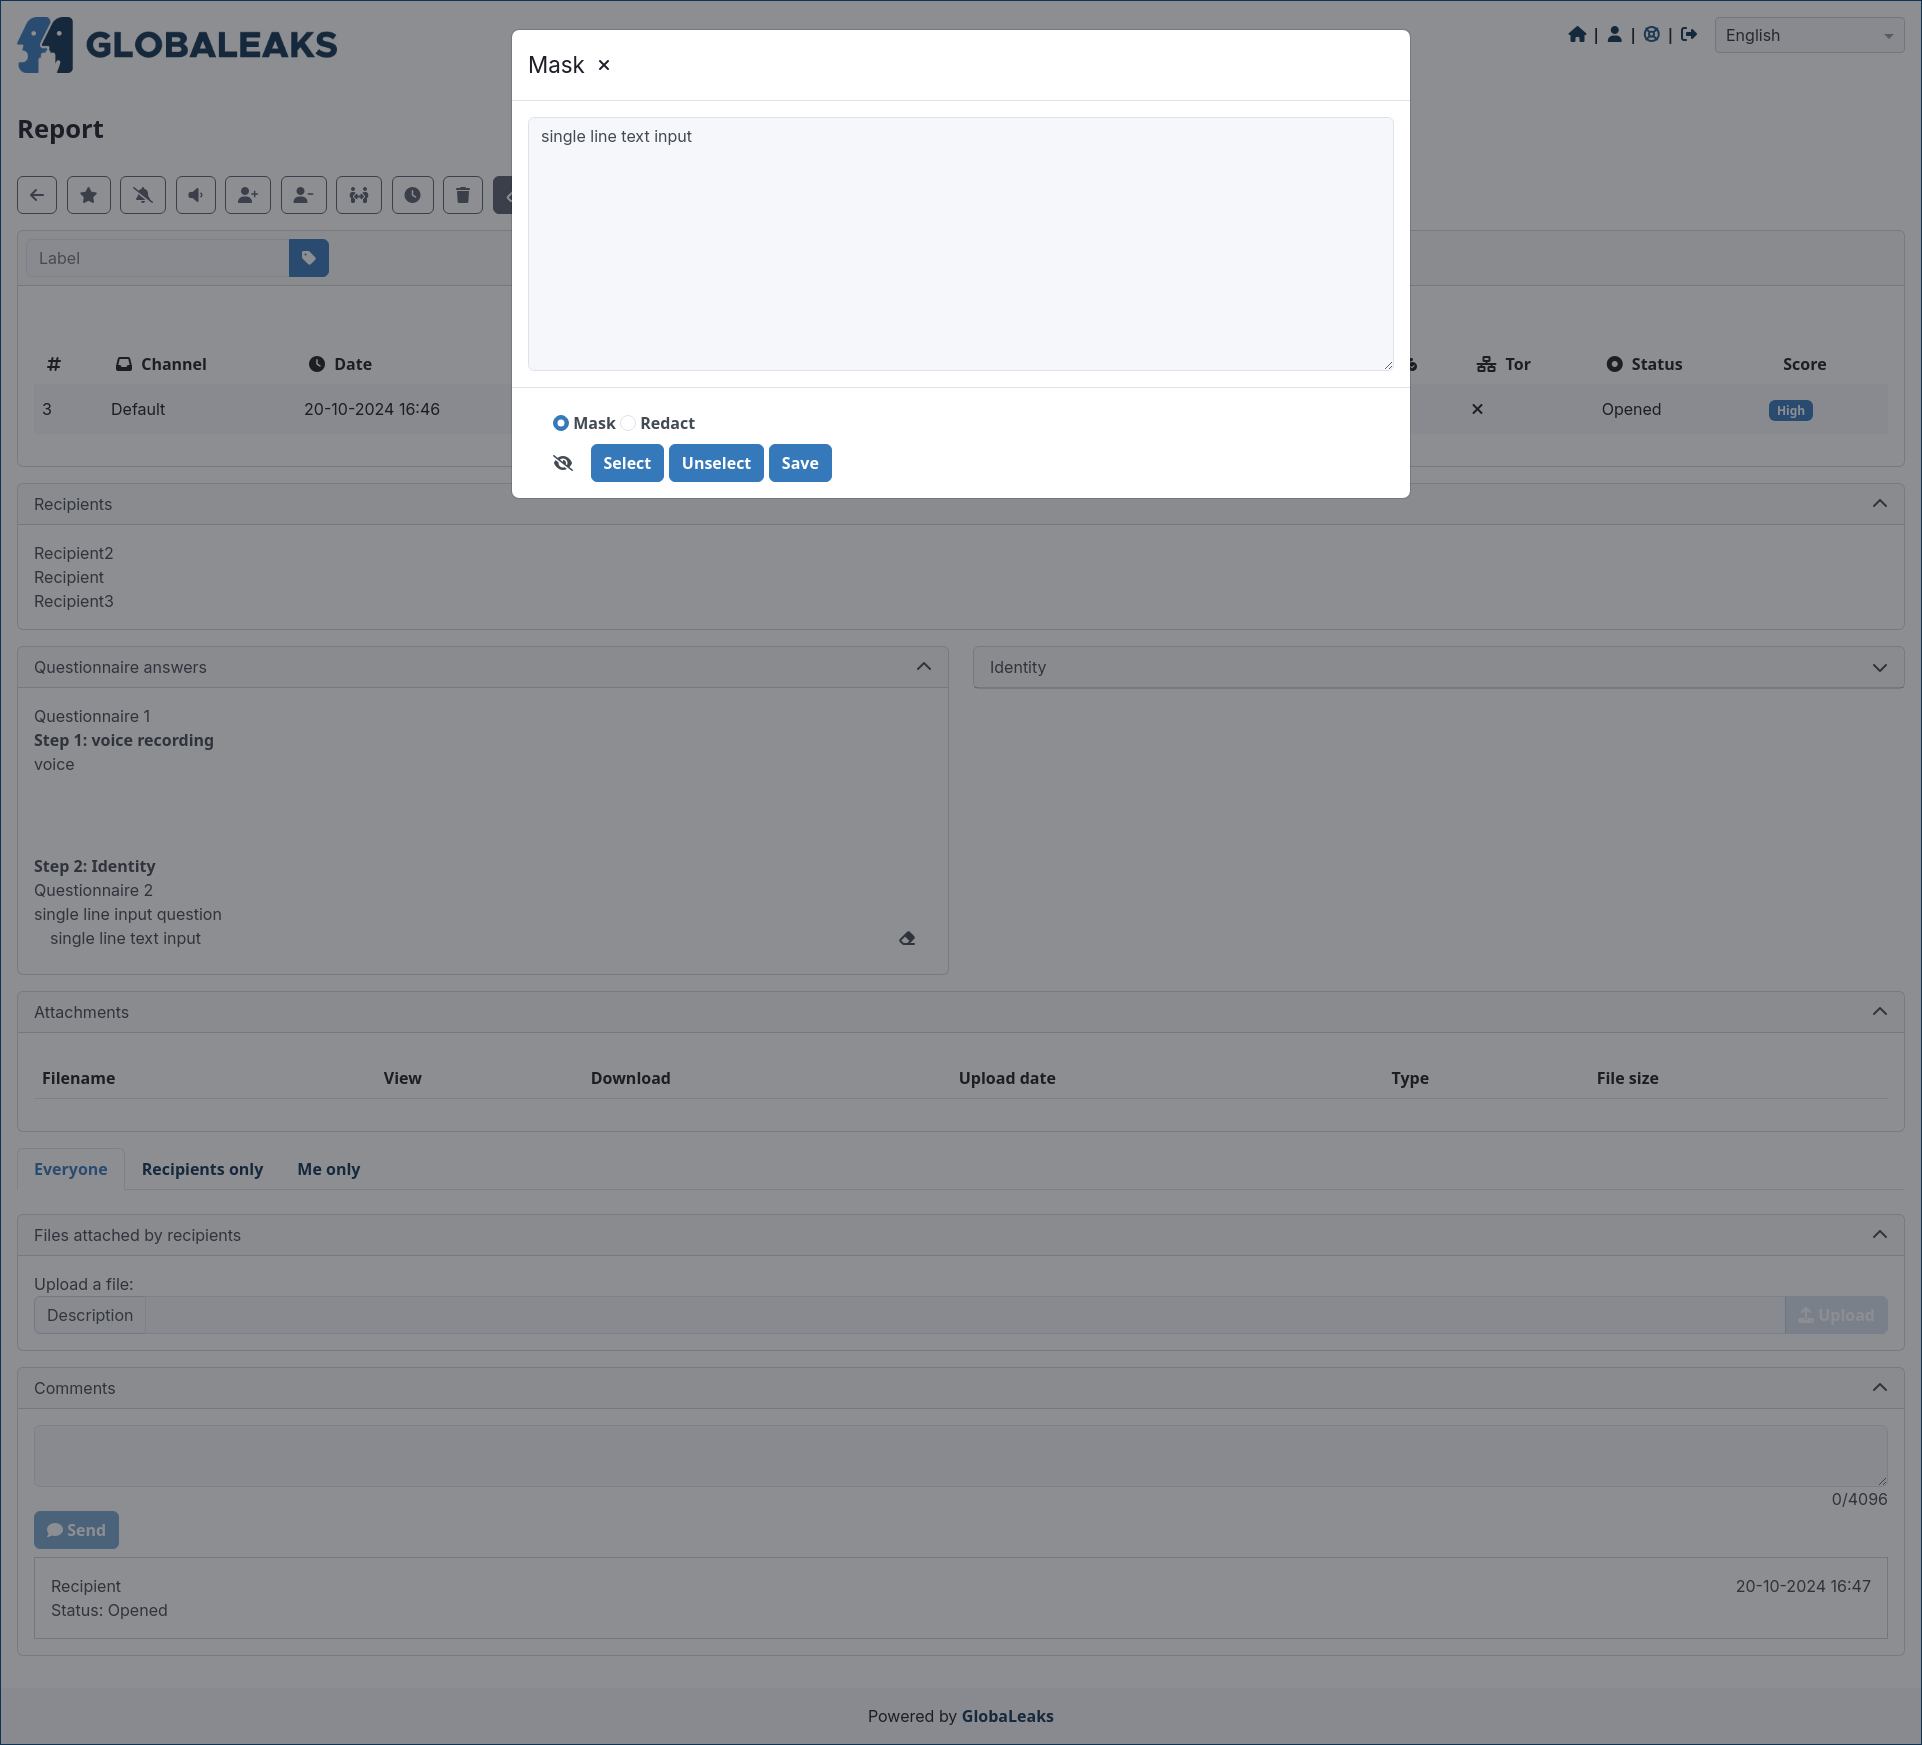 GLOBALEAKS
| | |
English
Mask ×
single line text input
Mask Redact
Select Unselect Save
Report
Label
# Channel Date Tor Status Score
3 Default 20-10-2024 16:46 Opened High
Recipients
Recipient2
Recipient
Recipient3
Questionnaire answers
Questionnaire 1
Step 1: voice recording
voice
Step 2: Identity
Questionnaire 2
single line input question
single line text input
Identity
Attachments
Filename View Download Upload date Type File size
Everyone Recipients only Me only
Files attached by recipients
Upload a file:
Description Upload
Comments
0/4096
Send
Recipient 20-10-2024 16:47
Status: Opened
Powered by GlobaLeaks